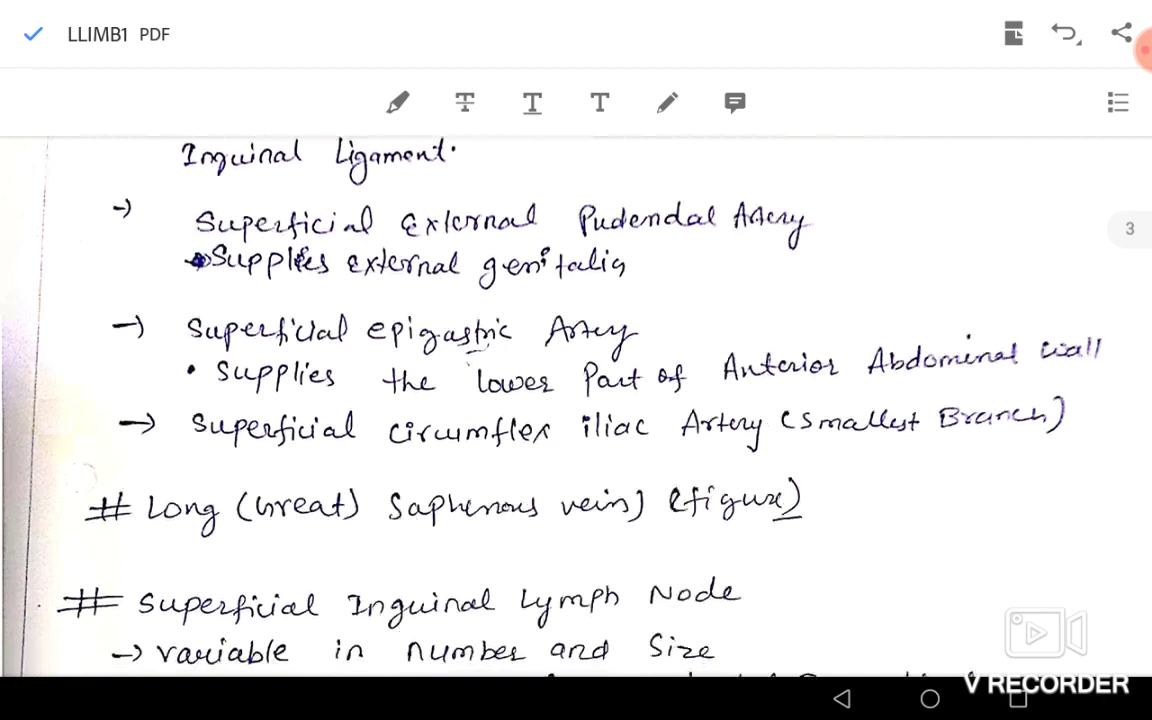 LLIMB1 PDF
Inguinal Ligament.
3
→ Superficial External Pudendal Artery
• Supplies external genitalia
→ Superficial epigastric Artery
• Supplies the lower Part of Anterior Abdominal wall
→ Superficial circumflex iliac Artery (Smallest Branch)
# Long (Great) Saphenous vein) (figure)
# Superficial Inguinal Lymph Node
→ variable in number and Size
V RECORDER